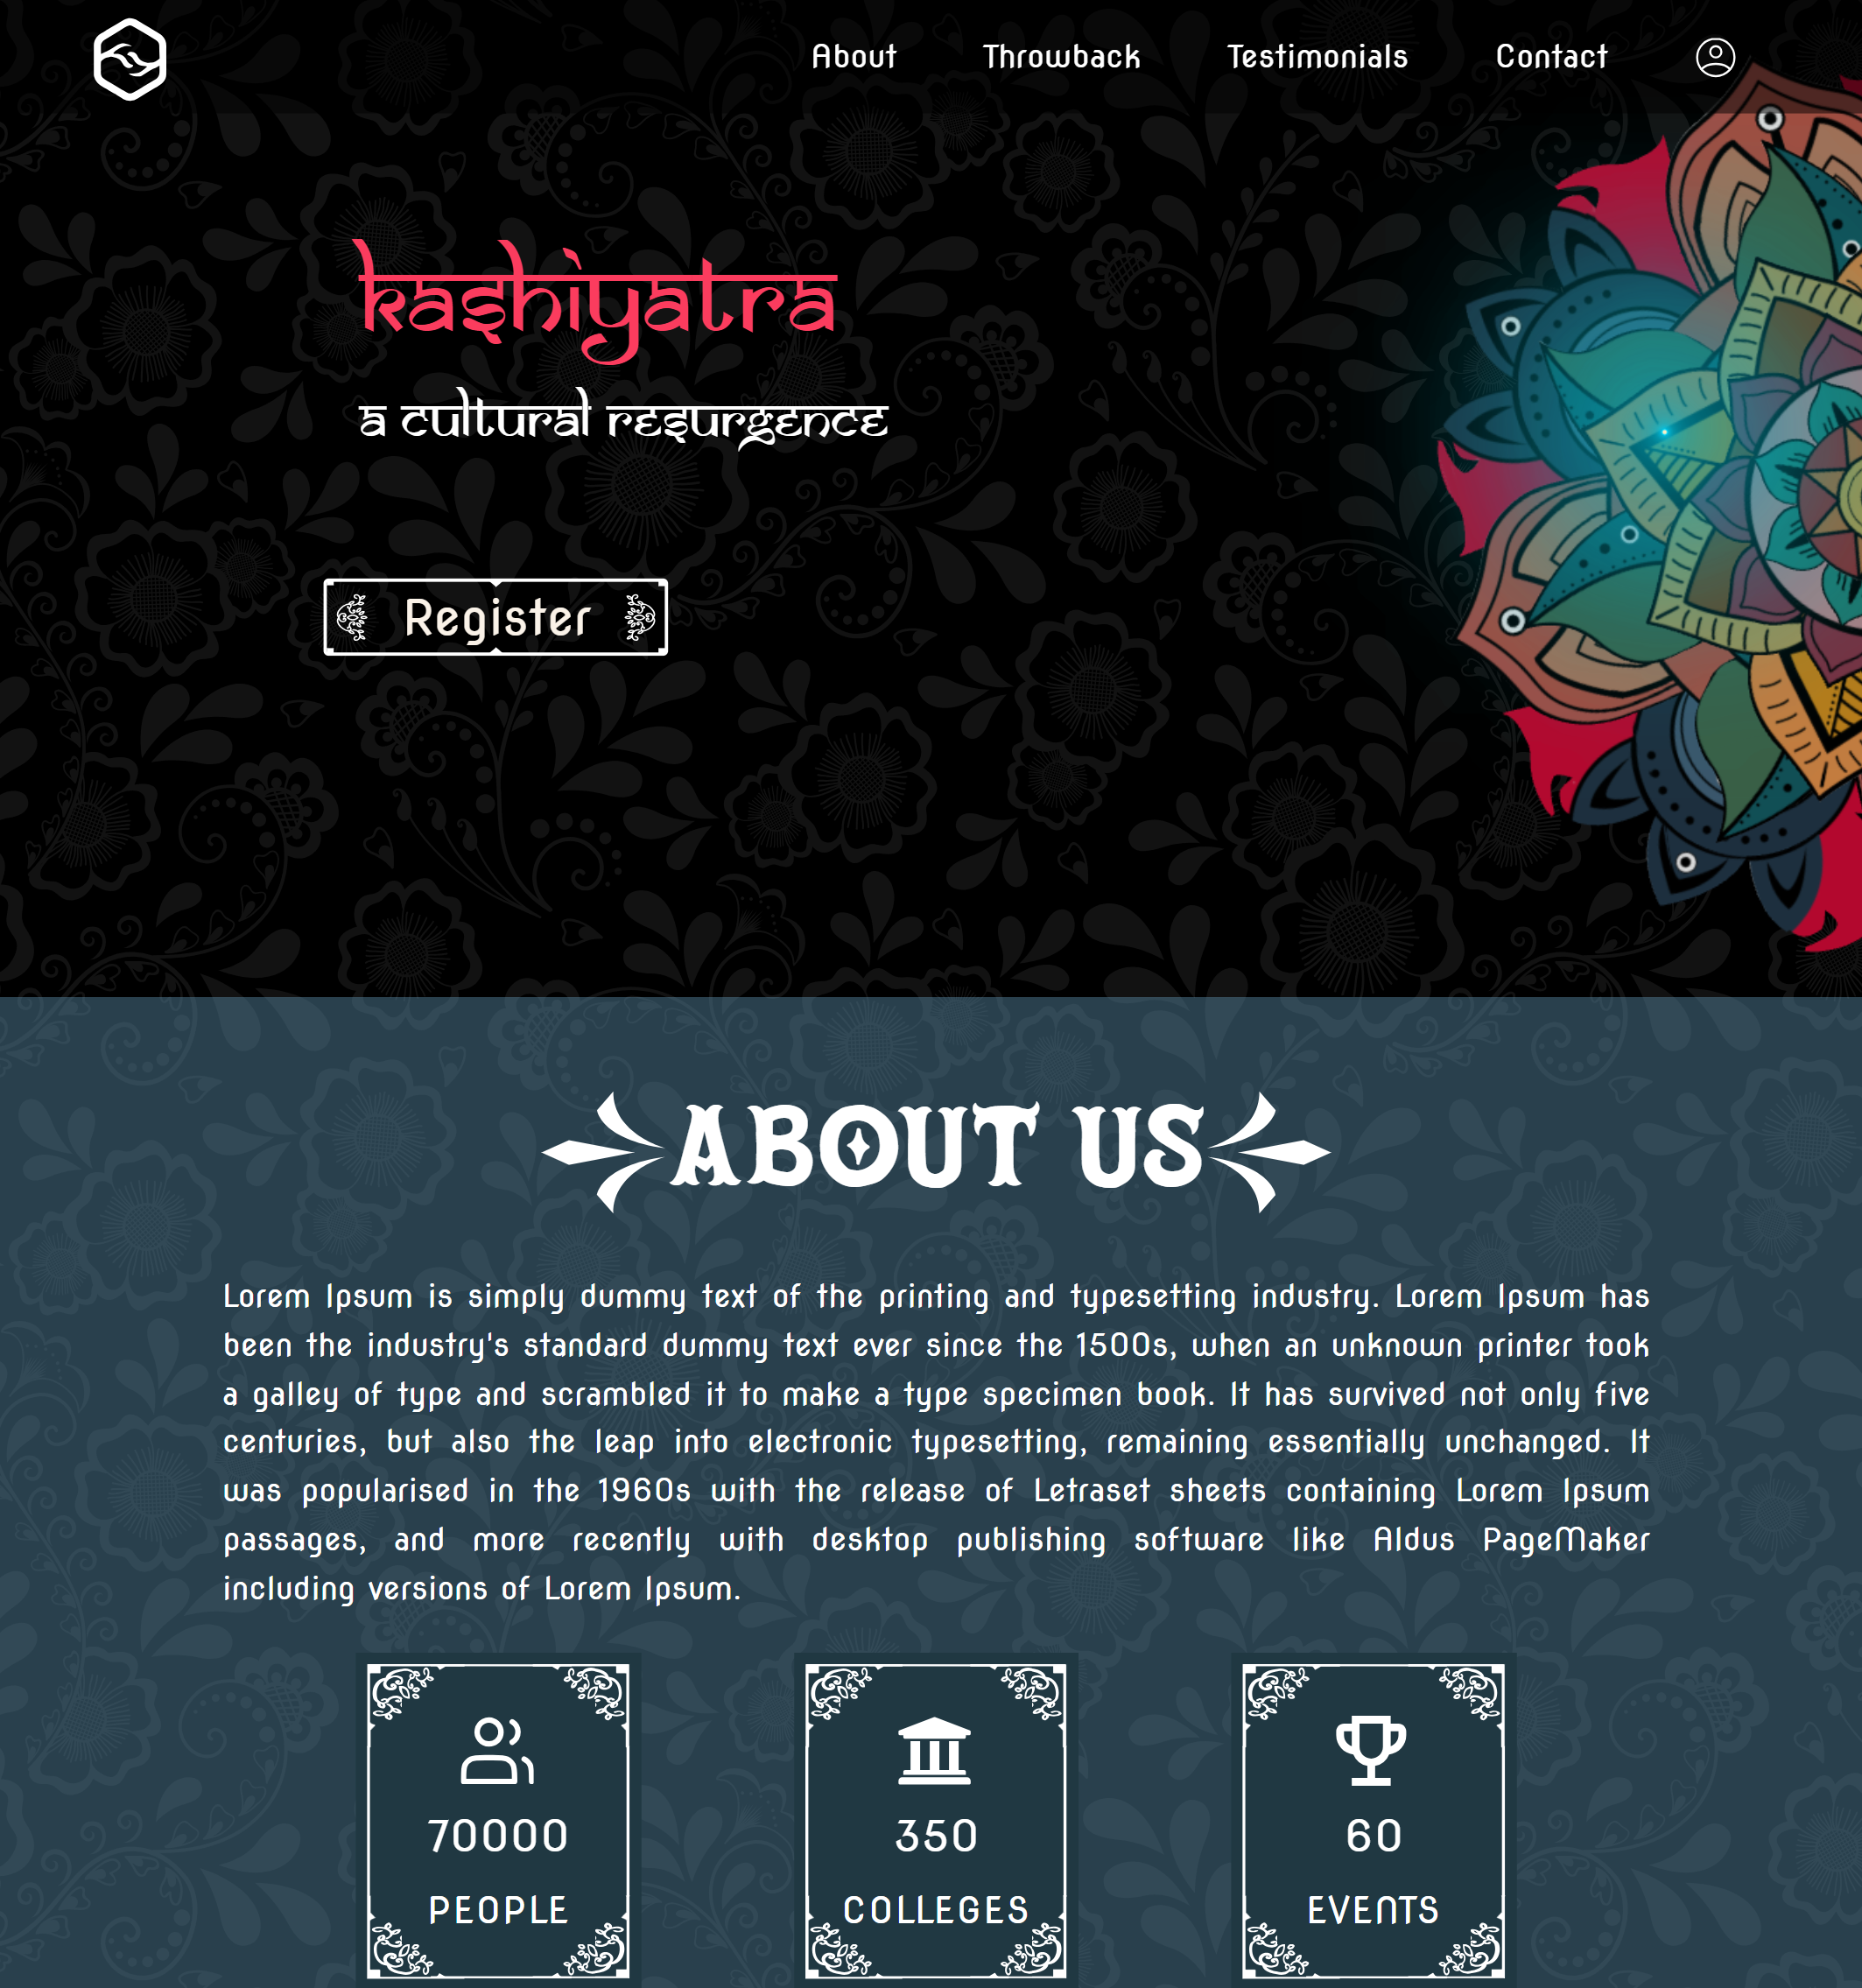 About Throwback Testimonials Contact
kashiyatra
a cultural resurgence
Register
ABOUT US
Lorem Ipsum is simply dummy text of the printing and typesetting industry. Lorem Ipsum has
been the industry's standard dummy text ever since the 1500s, when an unknown printer took
a galley of type and scrambled it to make a type specimen book. It has survived not only five
centuries, but also the leap into electronic typesetting, remaining essentially unchanged. It
was popularised in the 1960s with the release of Letraset sheets containing Lorem Ipsum
passages, and more recently with desktop publishing software like Aldus PageMaker
including versions of Lorem Ipsum.
70000
PEOPLE
350
COLLEGES
60
EVENTS